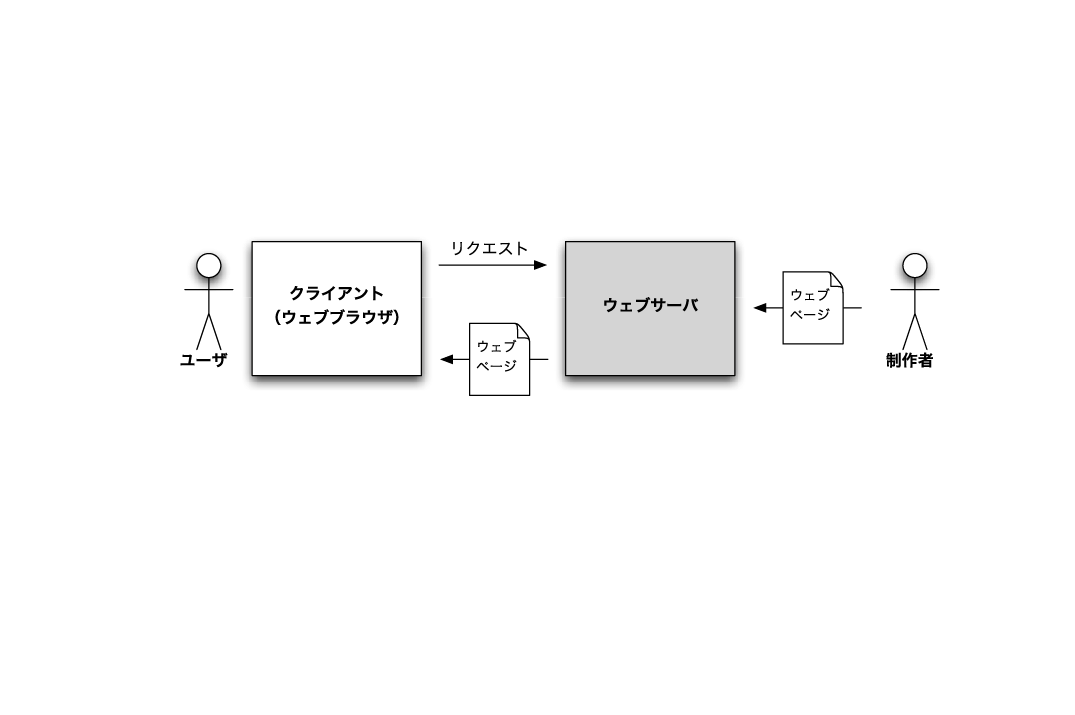 ユーザ
クライアント
(ウェブブラウザ)
リクエスト
ウェブ
ページ
ウェブサーバ
ウェブ
ページ
制作者